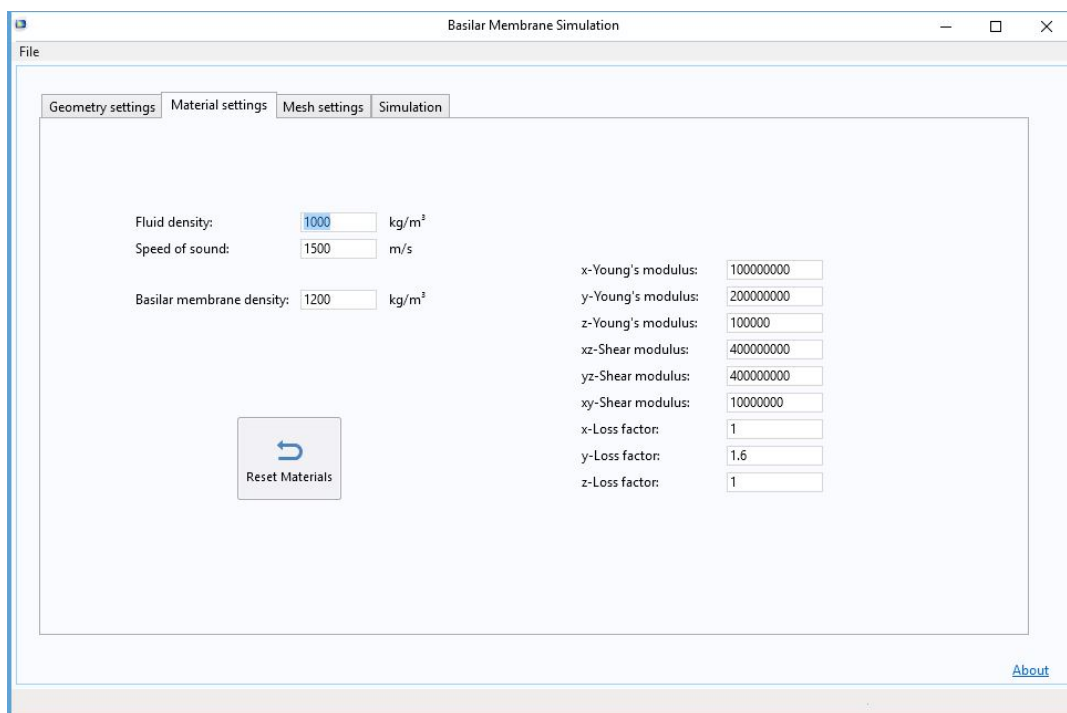 Basilar Membrane Simulation
File
Geometry settings Material settings Mesh settings Simulation
Fluid density: 1000 kg/m³
Speed of sound: 1500 m/s
Basilar membrane density: 1200 kg/m³
Reset Materials
x-Young's modulus: 100000000
y-Young's modulus: 200000000
z-Young's modulus: 100000
xz-Shear modulus: 400000000
yz-Shear modulus: 400000000
xy-Shear modulus: 10000000
x-Loss factor: 1
y-Loss factor: 1.6
z-Loss factor: 1
About